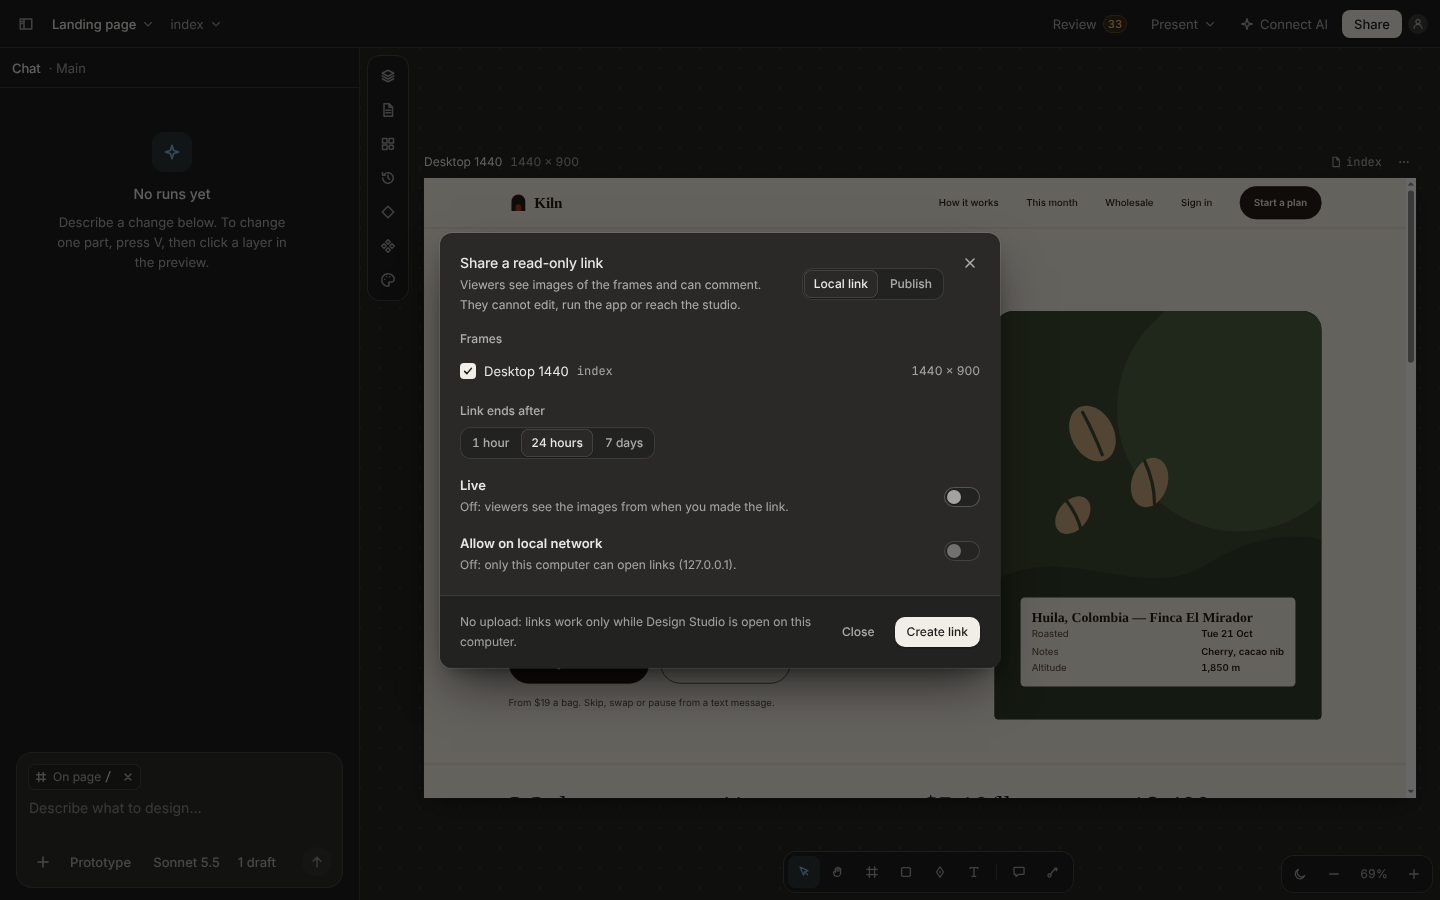 Landing page
index
Review 33
Present
Connect AI
Share
Chat · Main
No runs yet
Describe a change below. To change
one part, press V, then click a layer in
the preview.
On page /
Describe what to design...
Prototype
Sonnet 5.5
1 draft
Desktop 1440 1440 × 900
index
Kiln
How it works
This month
Wholesale
Sign in
Start a plan
Share a read-only link
Viewers see images of the frames and can comment.
They cannot edit, run the app or reach the studio.
Local link
Publish
Frames
Desktop 1440 index 1440 × 900
Link ends after
1 hour
24 hours
7 days
Live
Off: viewers see the images from when you made the link.
Allow on local network
Off: only this computer can open links (127.0.0.1).
No upload: links work only while Design Studio is open on this
computer.
Close
Create link
Huila, Colombia — Finca El Mirador
Roasted Tue 21 Oct
Notes Cherry, cacao nib
Altitude 1,850 m
From $19 a bag. Skip, swap or pause from a text message.
69%